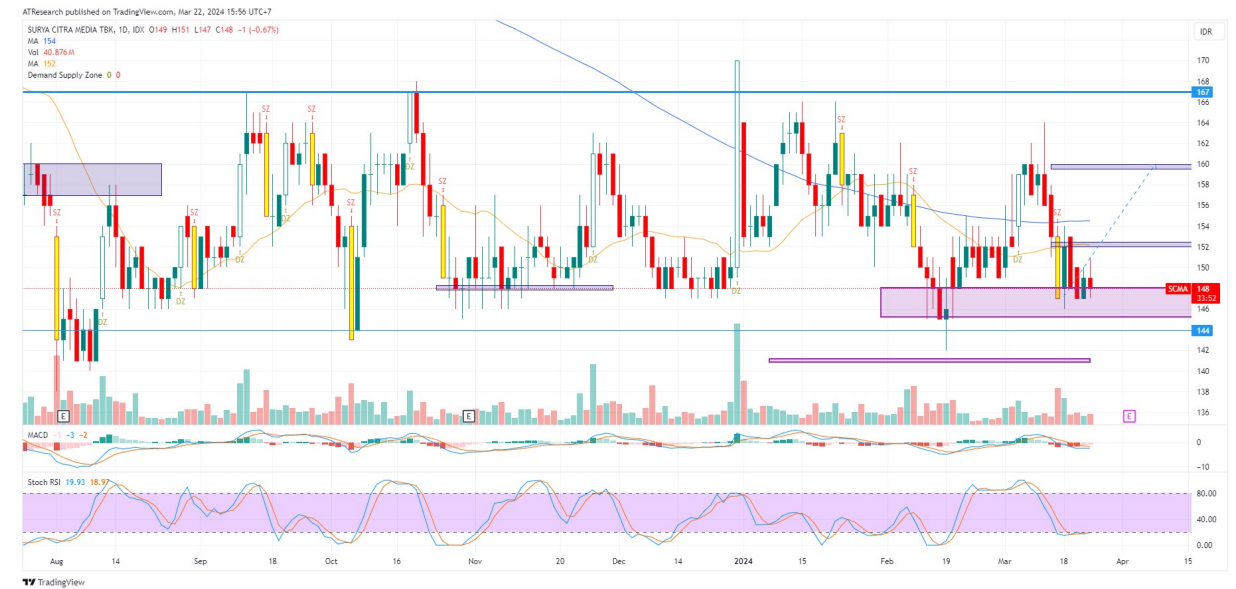 ATResearch published on TradingView.com, Mar 22, 2024 15:56 UTC+7
SURYA CITRA MEDIA TBK, 1D, IDX O149 H151 L147 C148 −1 (−0.67%)
MA 154
Vol 40.876M
MA 152
Demand Supply Zone 0 0
IDR
170
168
167
166
164
162
160
158
156
154
152
150
SCMA 148
33:52
146
144
142
140
138
136
SZ
SZ
SZ
SZ
SZ
SZ
SZ
SZ
SZ
DZ
DZ
DZ
DZ
DZ
DZ
DZ
DZ
E
E
E
MACD −1 −3 −2
0
−10
Stoch RSI 19.93 18.97
80.00
40.00
0.00
Aug 14 Sep 18 Oct 16 Nov 20 Dec 14 2024 15 Feb 19 Mar 18 Apr 15
TradingView